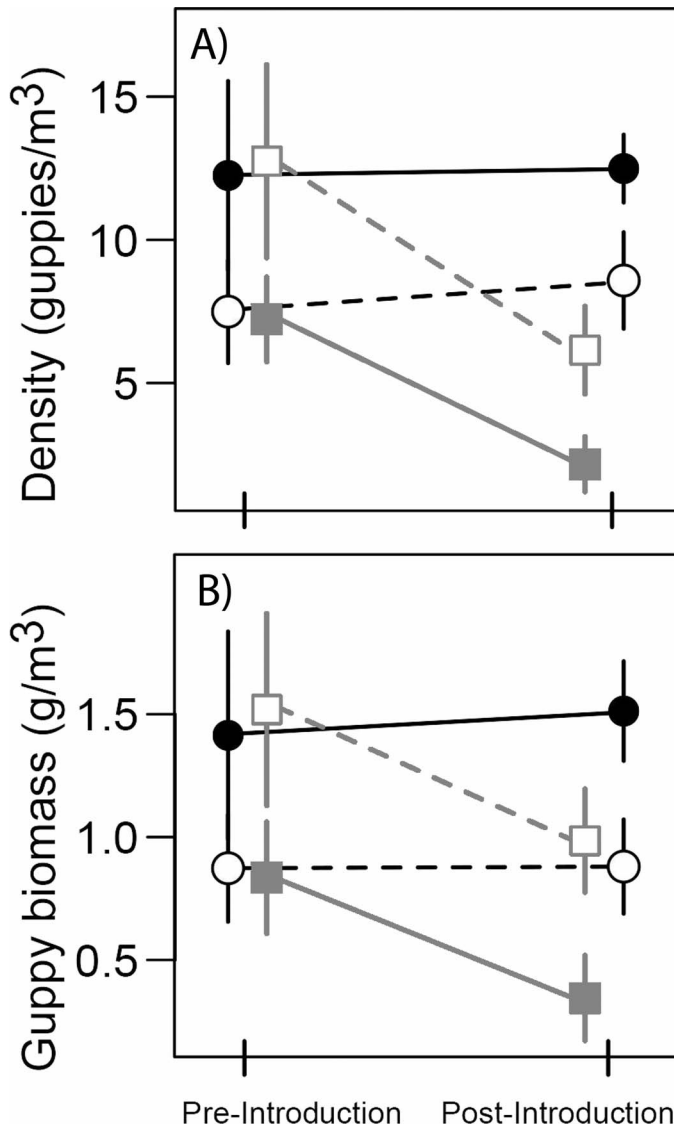 A)
Density (guppies/m³)
15
10
5
B)
Guppy biomass (g/m³)
1.5
1.0
0.5
Pre-Introduction Post-Introduction